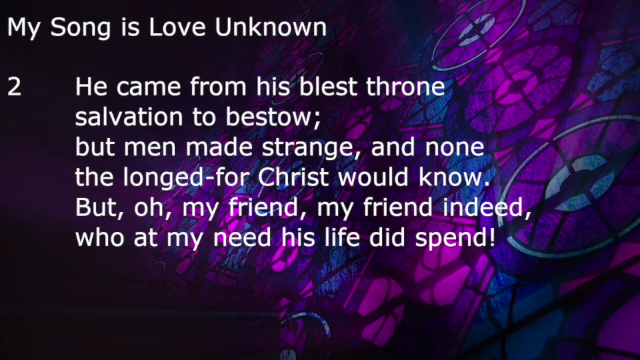 My Song is Love Unknown
2 He came from his blest throne
salvation to bestow;
but men made strange, and none
the longed-for Christ would know.
But, oh, my friend, my friend indeed,
who at my need his life did spend!